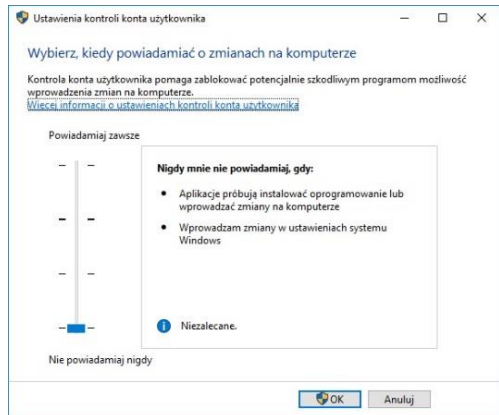 Ustawienia kontroli konta użytkownika
Wybierz, kiedy powiadamiać o zmianach na komputerze
Kontrola konta użytkownika pomaga zablokować potencjalnie szkodliwym programom możliwość
wprowadzenia zmian na komputerze.
Więcej informacji o ustawieniach kontroli konta użytkownika
Powiadamiaj zawsze
Nigdy mnie nie powiadamiaj, gdy:
• Aplikacje próbują instalować oprogramowanie lub
wprowadzać zmiany na komputerze
• Wprowadzam zmiany w ustawieniach systemu
Windows
Niezalecane.
Nie powiadamiaj nigdy
OK
Anuluj